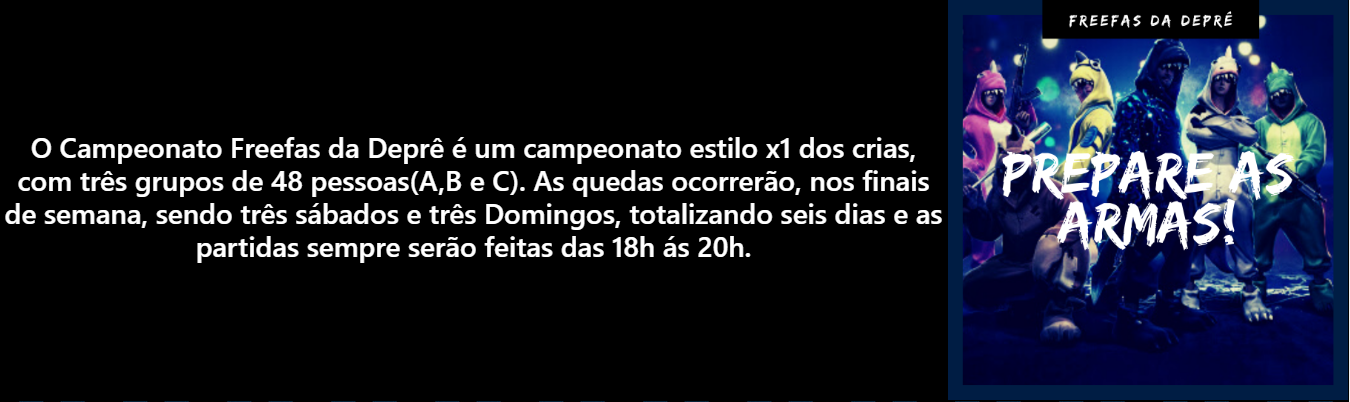 O Campeonato Freefas da Deprê é um campeonato estilo x1 dos crias,
com três grupos de 48 pessoas(A,B e C). As quedas ocorrerão, nos finais
de semana, sendo três sábados e três Domingos, totalizando seis dias e as
partidas sempre serão feitas das 18h ás 20h.
FREEFAS DA DEPRÊ
PREPARE AS
ARMAS!